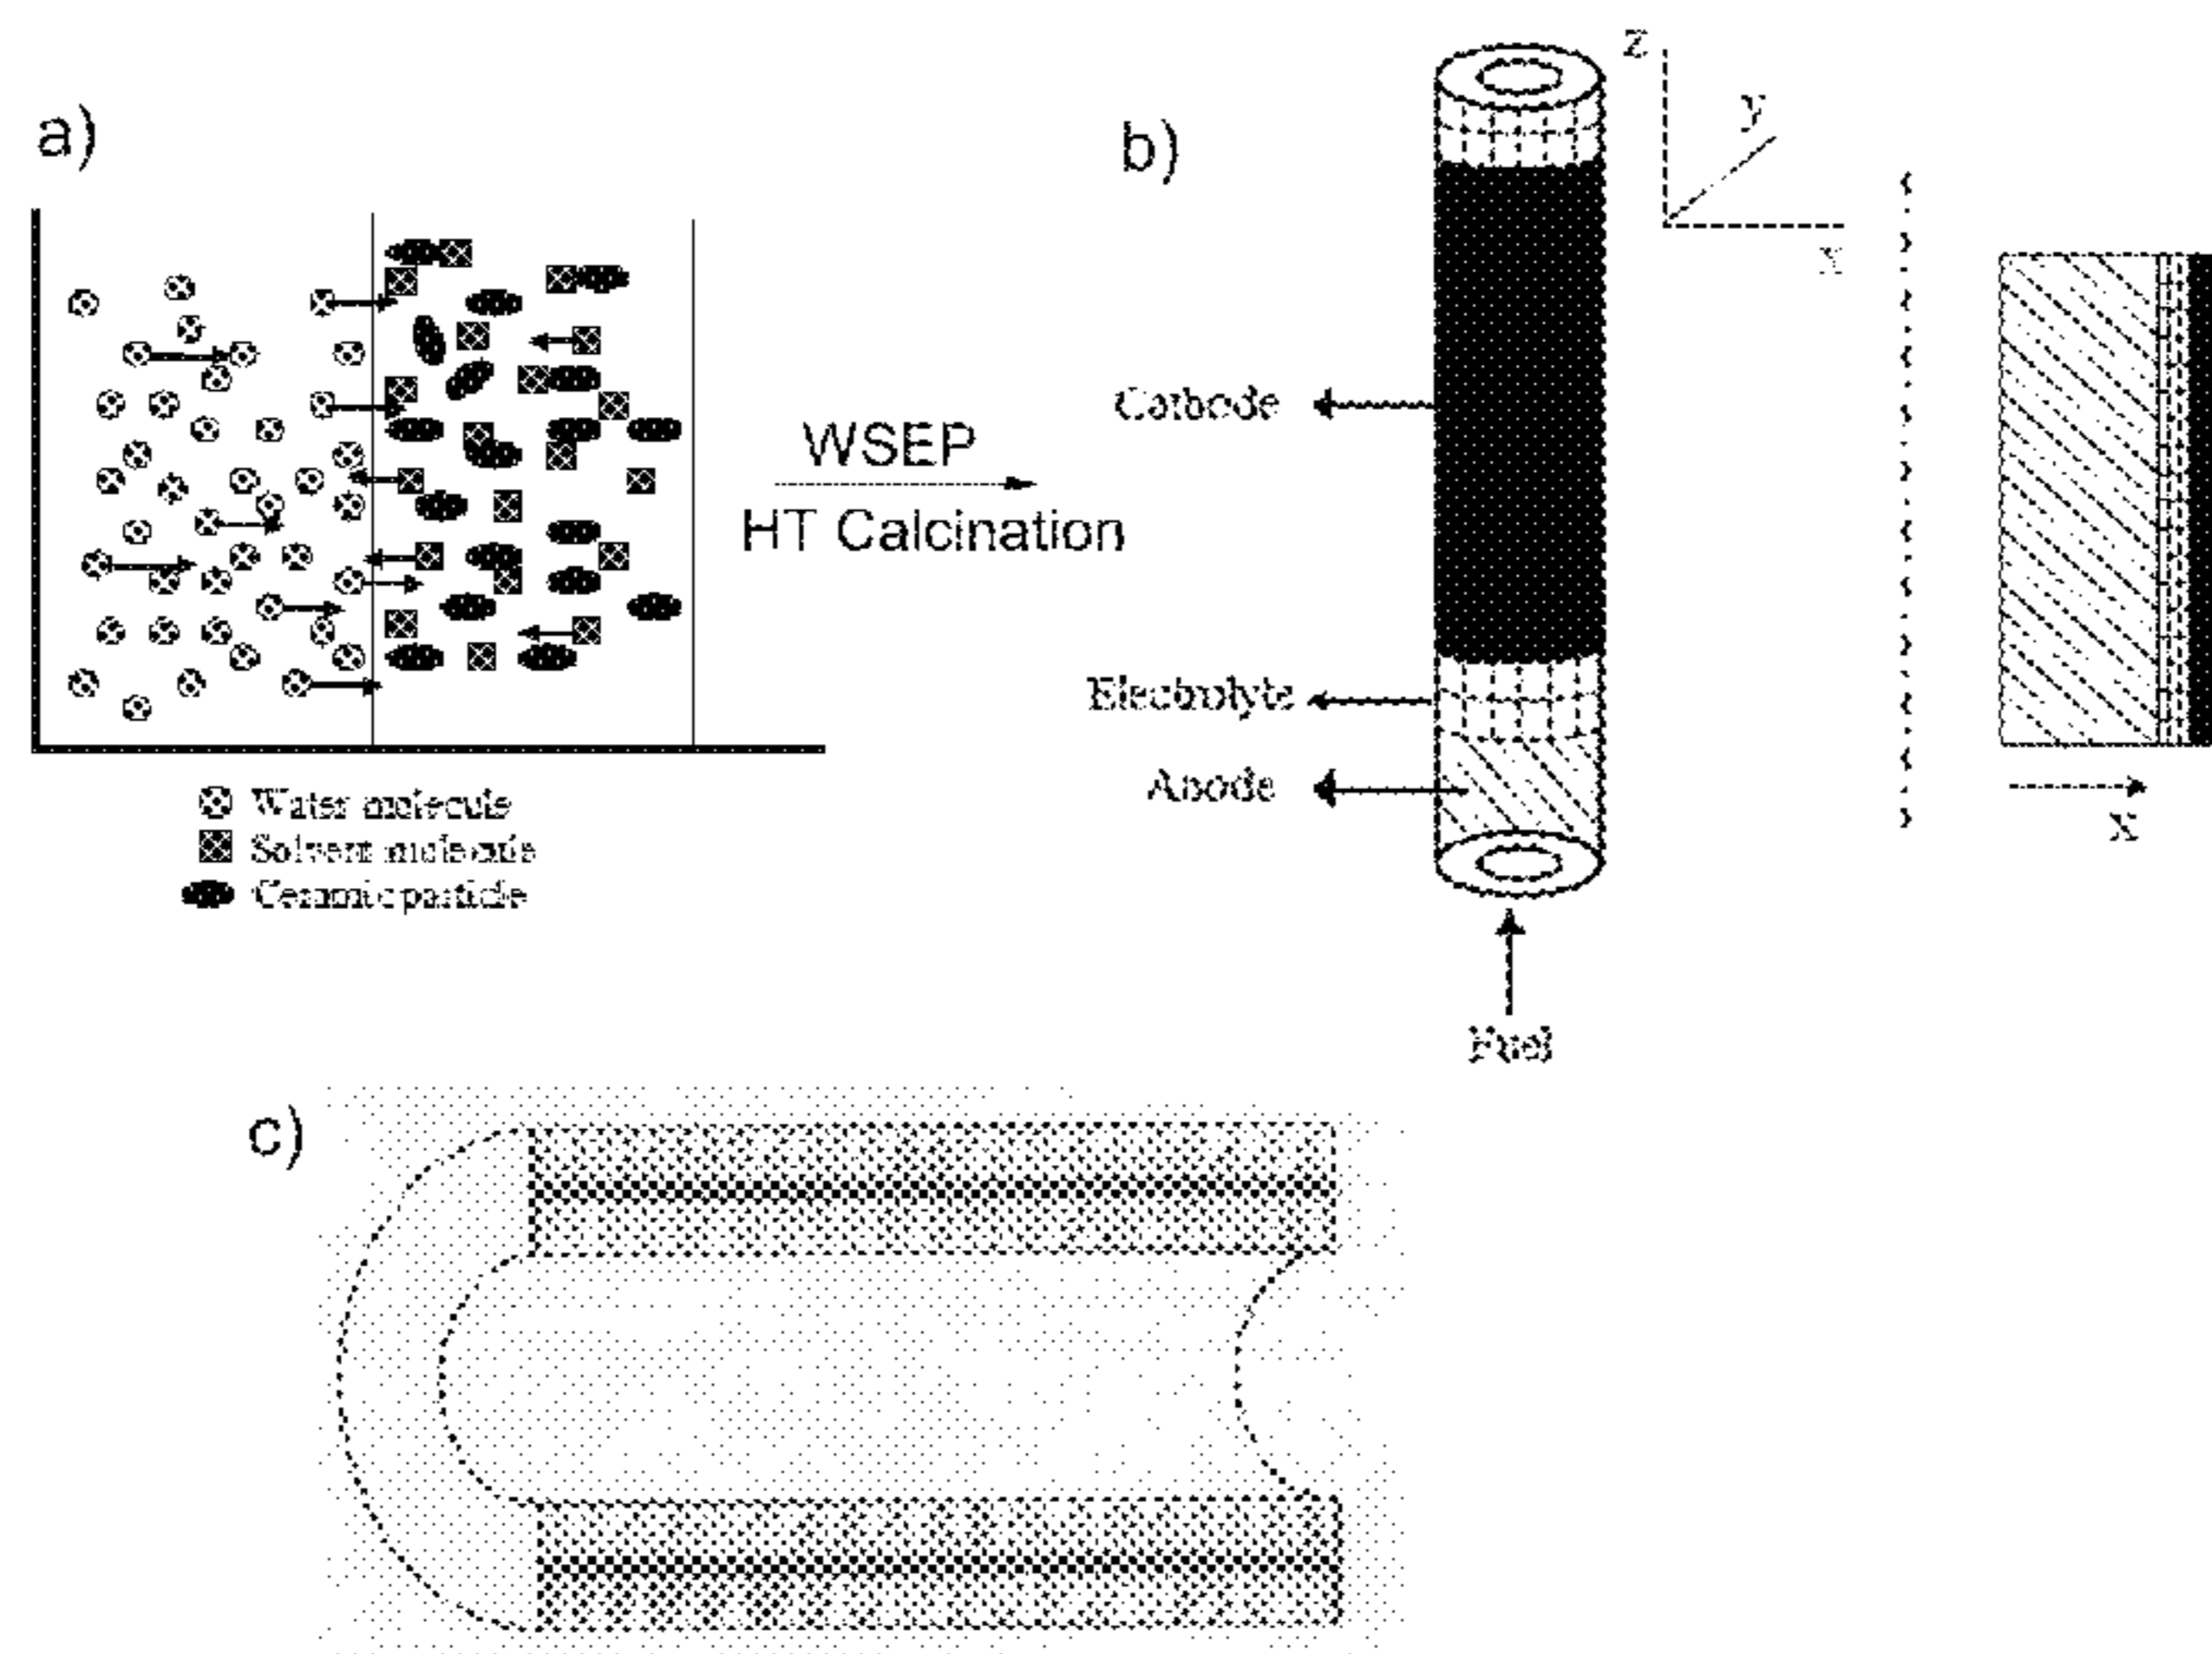 a)
WSEP
HT Calcination
Water molecule
Solvent molecule
Ceramic particle
b)
z
y
x
Cathode
Electrolyte
Anode
Fuel
X
c)